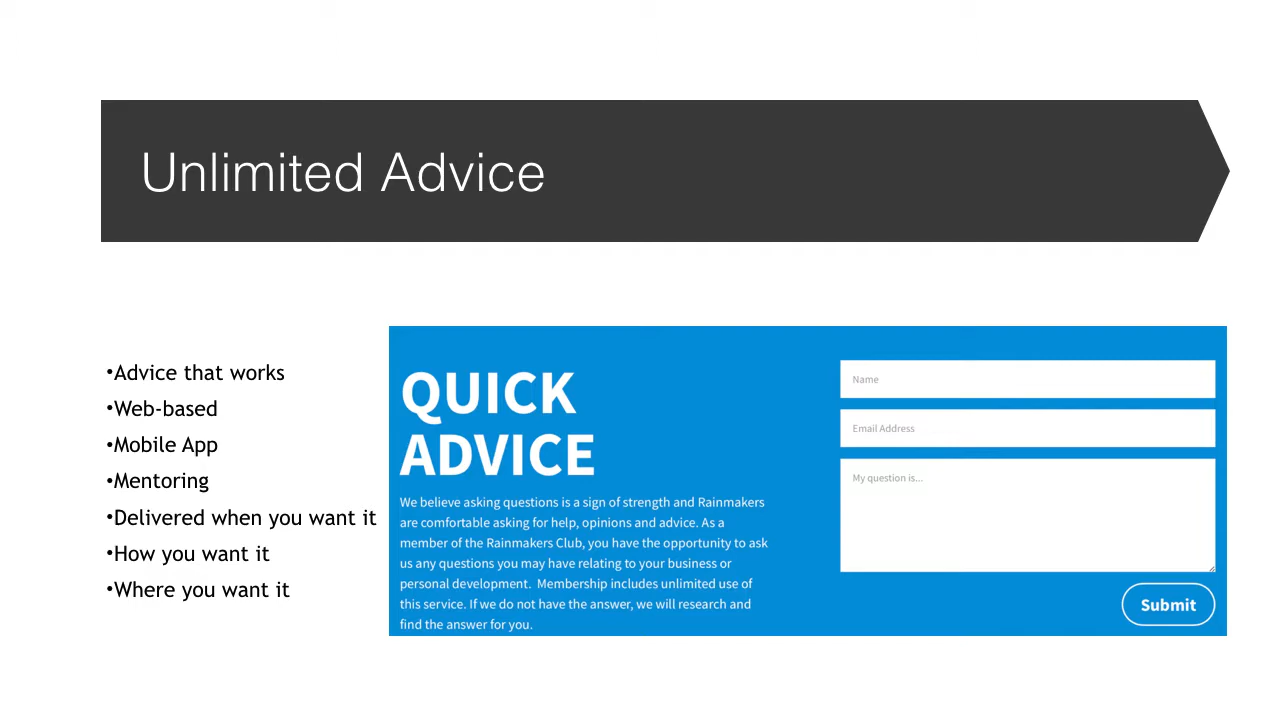 Unlimited Advice
•Advice that works
•Web-based
•Mobile App
•Mentoring
•Delivered when you want it
•How you want it
•Where you want it
QUICK
ADVICE
We believe asking questions is a sign of strength and Rainmakers
are comfortable asking for help, opinions and advice. As a
member of the Rainmakers Club, you have the opportunity to ask
us any questions you may have relating to your business or
personal development.  Membership includes unlimited use of
this service. If we do not have the answer, we will research and
find the answer for you.
Name
Email Address
My question is...
Submit